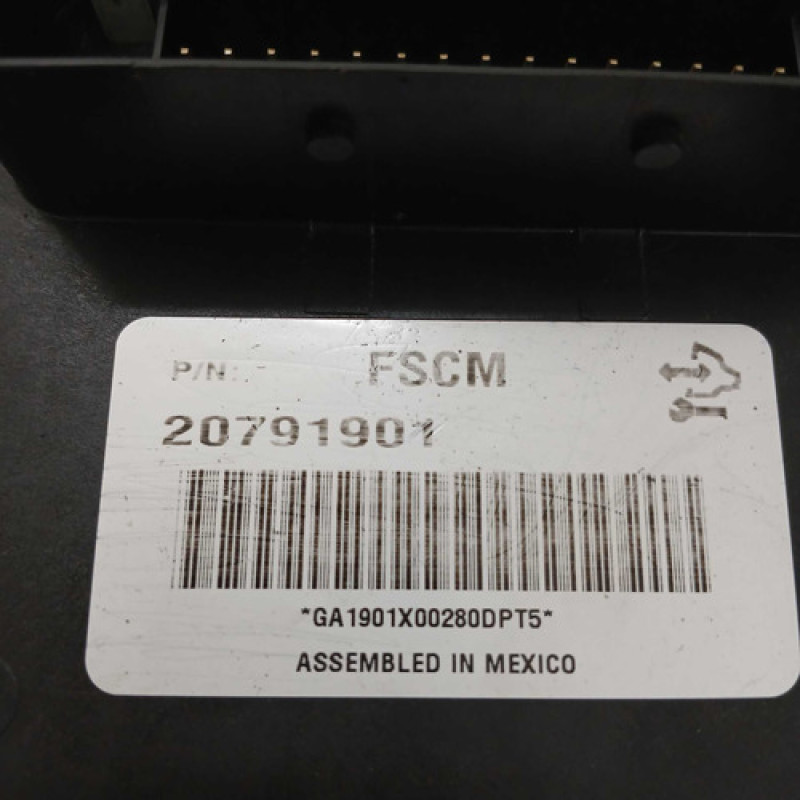 P/N: FSCM
20791901
*GA1901X00280DPT5*
ASSEMBLED IN MEXICO